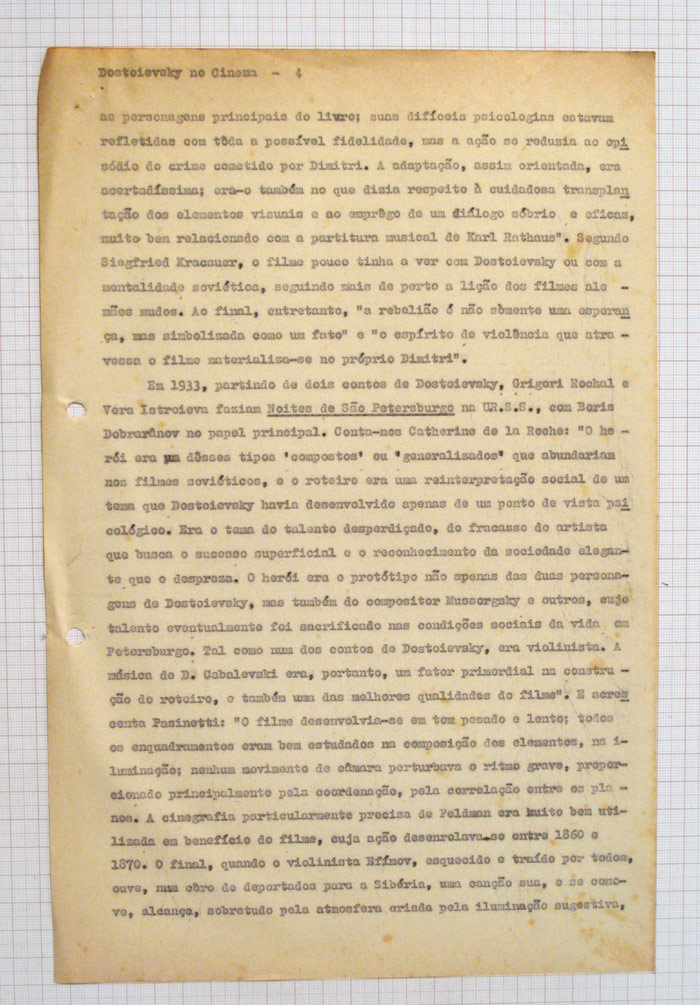 Dostoievsky no Cinema - 4
as personagens principais do livro; suas difíceis psicologias estavam
refletidas com tôda a possível fidelidade, mas a ação se reduzia ao epi
sódio do crime cometido por Dimitri. A adaptação, assim orientada, era
acertadíssima; era-o também no que dizia respeito à cuidadosa transplan
tação dos elementos visuais e ao emprêgo de um diálogo sóbrio e eficaz,
muito bem relacionado com a partitura musical de Karl Rathaus". Segundo
Siegfried Kracauer, o filme pouco tinha a ver com Dostoievsky ou com a
mentalidade soviética, seguindo mais de perto a lição dos filmes ale -
mães mudos. Ao final, entretanto, "a rebelião é não sòmente uma esperan
ça, mas simbolizada como um fato" e "o espírito de violência que atra -
vessa o filme materializa-se no próprio Dimitri".
Em 1933, partindo de dois contos de Dostoievsky, Grigori Rochal e
Vera Istroieva faziam Noites de São Petersburgo na UR.S.S., com Boris
Dobrarânov no papel principal. Conta-nos Catherine de la Roche: "O he -
rói era um dêsses tipos 'compostos' ou 'generalizados' que abundariam
nos filmes soviéticos, e o roteiro era uma reinterpretação social de um
tema que Dostoievsky havia desenvolvido apenas de um ponto de vista psi
cológico. Era o tema do talento desperdiçado, do fracasso do artista
que busca o sucesso superficial e o reconhecimento da sociedade elegan-
te que o despreza. O herói era o protótipo não apenas das duas persona-
gens de Dostoievsky, mas também do compositor Mussorgsky e outros, cujo
talento eventualmente foi sacrificado nas condições sociais da vida em
Petersburgo. Tal como num dos contos de Dostoievsky, era violinista. A
música de D. Cabalevski era, portanto, um fator primordial na constru -
ção do roteiro, e também uma das melhores qualidades do filme". E acres
centa Pasinetti: "O filme desenvolvia-se em tom pesado e lento; todos
os enquadramentos eram bem estudados na composição dos elementos, na i-
luminação; nenhum movimento de câmara perturbava o ritmo grave, propor-
cionado principalmente pela coordenação, pela correlação entre os pla -
nos. A cinegrafia particularmente precisa de Feldman era muito bem uti-
lizada em benefício do filme, cuja ação desenrolava-se entre 1860 e
1870. O final, quando o violinista Efímov, esquecido e traído por todos,
ouve, num côro de deportados para a Sibéria, uma canção sua, e se como-
ve, alcança, sobretudo pela atmosfera criada pela iluminação sugestiva,